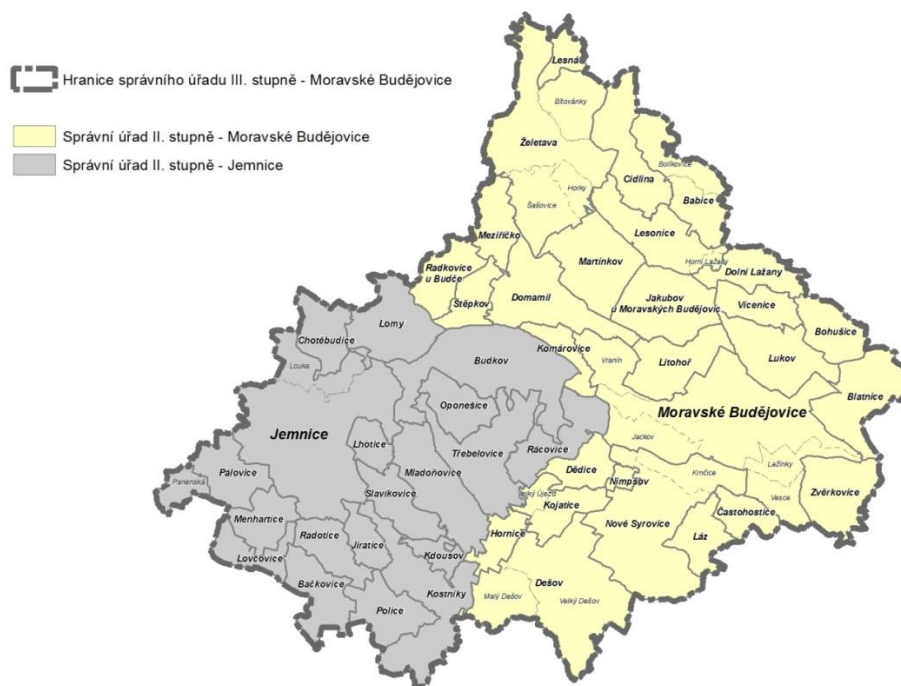 Hranice správního úřadu III. stupně - Moravské Budějovice
Správní úřad II. stupně - Moravské Budějovice
Správní úřad II. stupně - Jemnice
Lesná
Bítovánky
Želetava
Bolíkovice
Cidlina
Horky
Babice
Šašovice
Meziříčko
Lesonice
Horní Lažany
Martínkov
Dolní Lažany
Radkovice
u Budče
Štěpkov
Domamil
Jakubov
u Moravských Budějovic
Vícenice
Bohušice
Lomy
Chotěbudice
Louka
Budkov
Komárovice
Vranín
Litohoř
Lukov
Blatnice
Oponešice
Moravské Budějovice
Jemnice
Lhotice
Třebelovice
Rácovice
Jackov
Mladoňovice
Dědice
Lažínky
Pálovice
Panenská
Slavíkovice
Nimpšov
Krnčice
Velký Újezd
Kojatice
Vesce
Zvěrkovice
Menhartice
Radotice
Jiratice
Hornice
Nové Syrovice
Častohostice
Láz
Lovčovice
Kdousov
Bačkovice
Kostníky
Dešov
Malý Dešov
Velký Dešov
Police